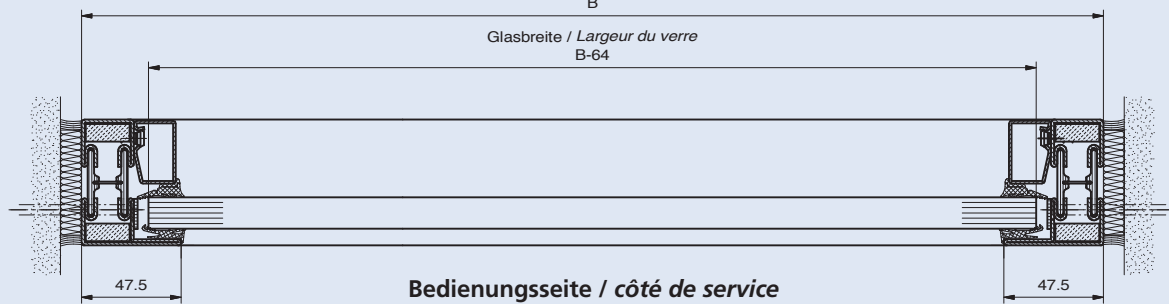 B
Glasbreite / Largeur du verre
B-64
47.5
Bedienungsseite / côté de service
47.5